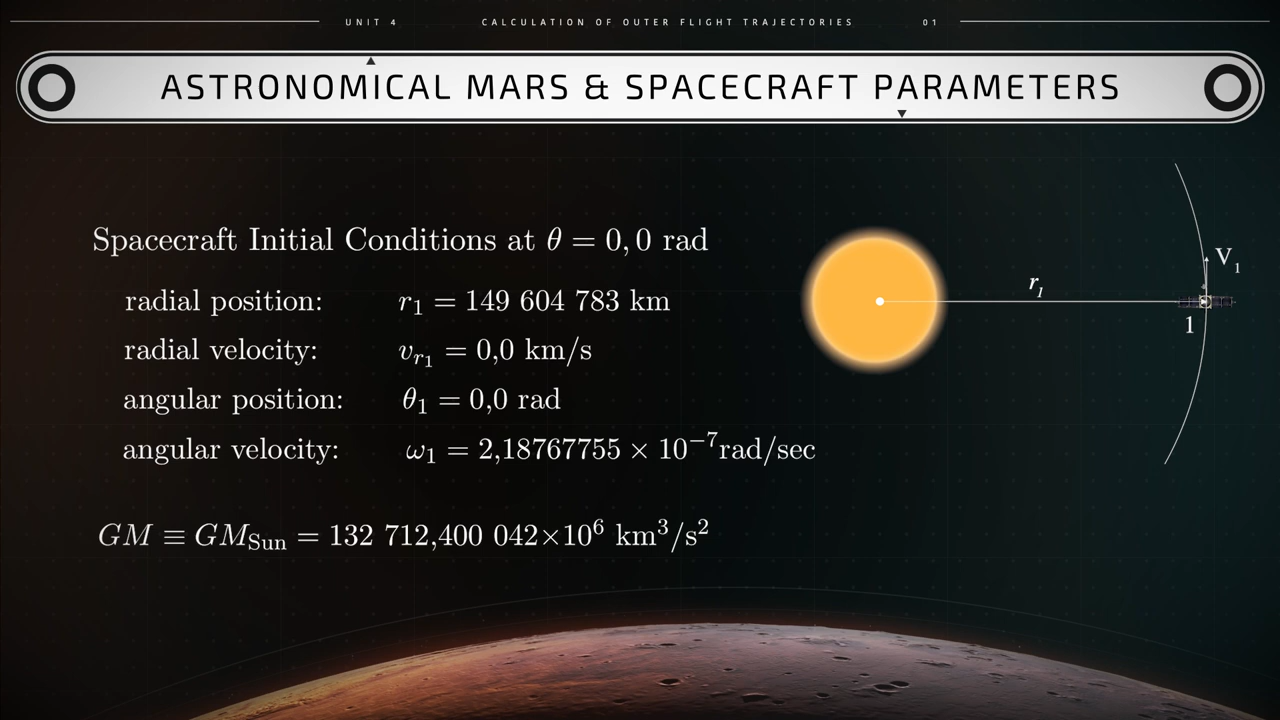 UNIT 4 CALCULATION OF OUTER FLIGHT TRAJECTORIES 01
ASTRONOMICAL MARS & SPACECRAFT PARAMETERS
Spacecraft Initial Conditions at θ = 0,0 rad
radial position: r₁ = 149 604 783 km
radial velocity: v_r₁ = 0,0 km/s
angular position: θ₁ = 0,0 rad
angular velocity: ω₁ = 2,18767755 × 10⁻⁷rad/sec
GM ≡ GM_Sun = 132 712,400 042×10⁶ km³/s²
V₁
r₁
1